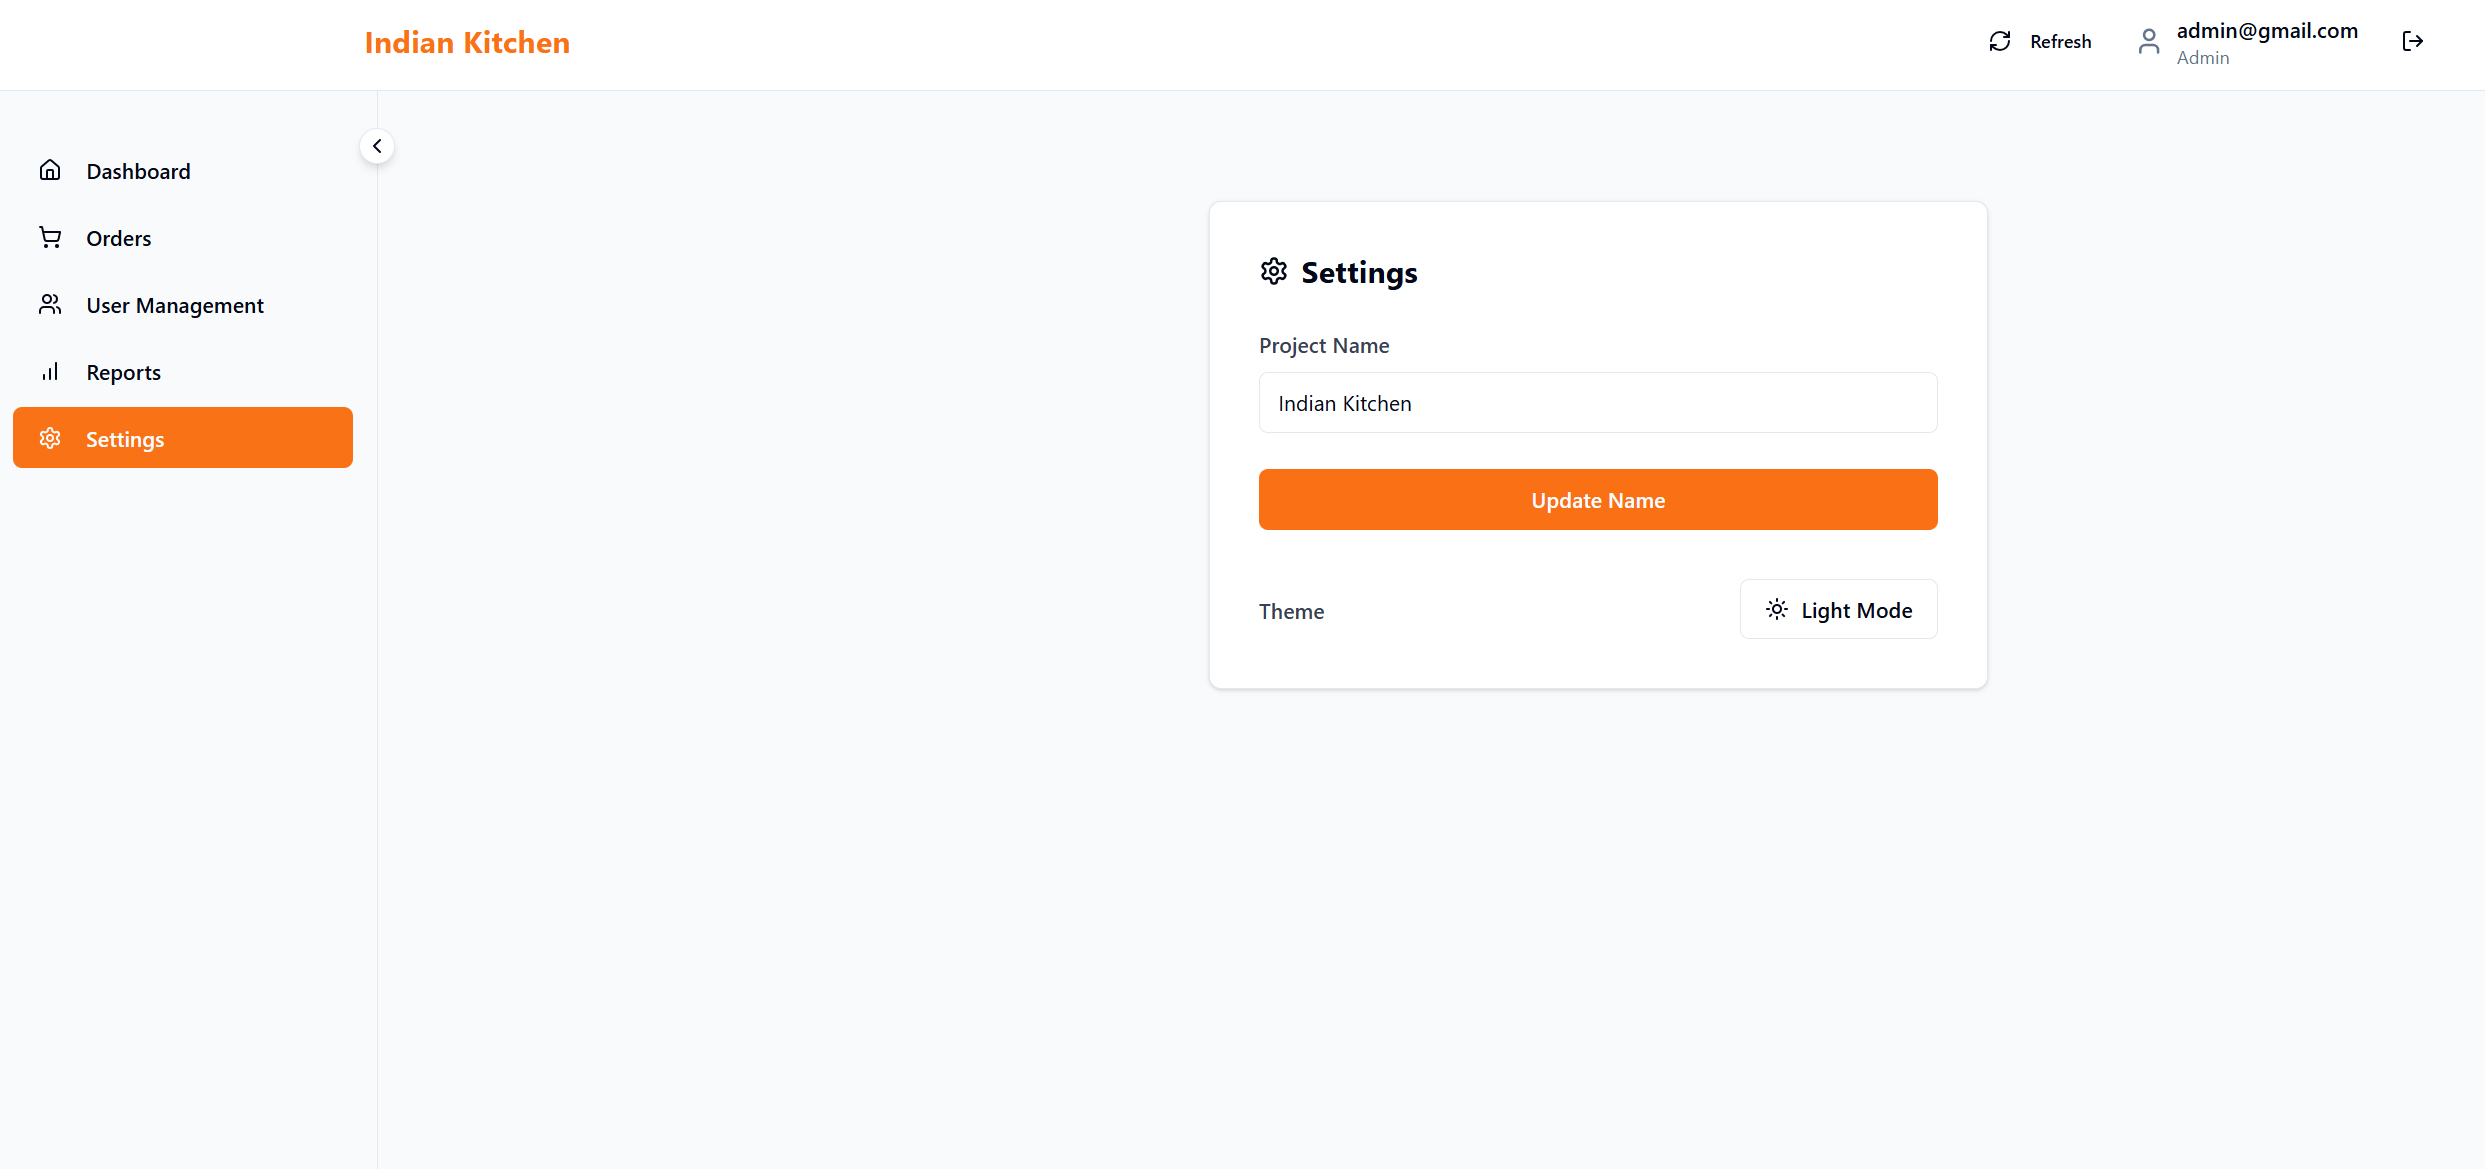 Indian Kitchen
Refresh
admin@gmail.com
Admin
Dashboard
Orders
User Management
Reports
Settings
Settings
Project Name
Indian Kitchen
Update Name
Theme
Light Mode